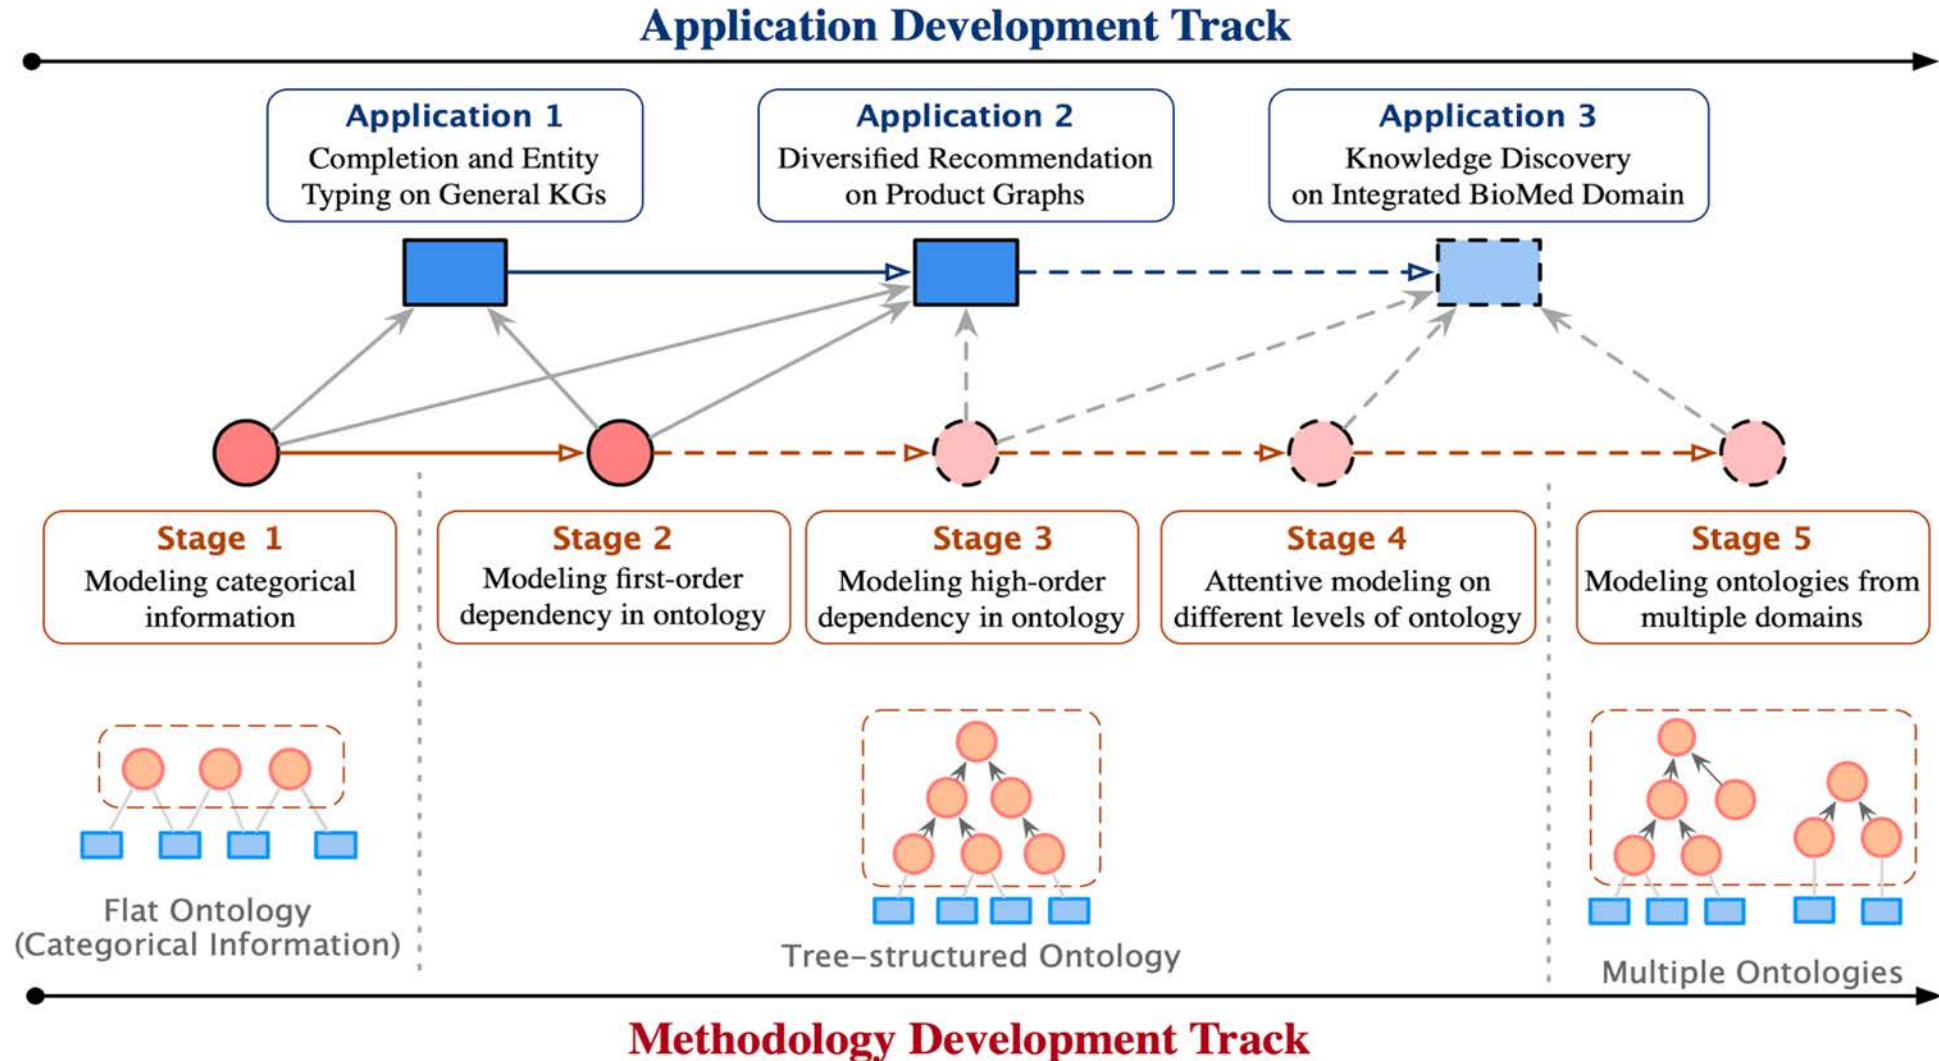 Application Development Track
Application 1
Completion and Entity
Typing on General KGs
Application 2
Diversified Recommendation
on Product Graphs
Application 3
Knowledge Discovery
on Integrated BioMed Domain
Stage 1
Modeling categorical
information
Stage 2
Modeling first-order
dependency in ontology
Stage 3
Modeling high-order
dependency in ontology
Stage 4
Attentive modeling on
different levels of ontology
Stage 5
Modeling ontologies from
multiple domains
Flat Ontology
(Categorical Information)
Tree-structured Ontology
Multiple Ontologies
Methodology Development Track